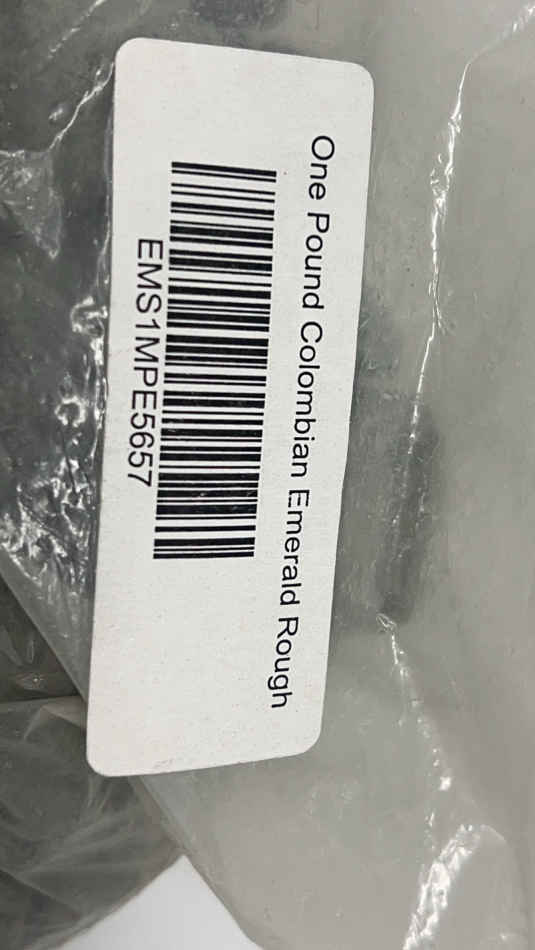 One Pound Colombian Emerald Rough
EMS1MPE5657